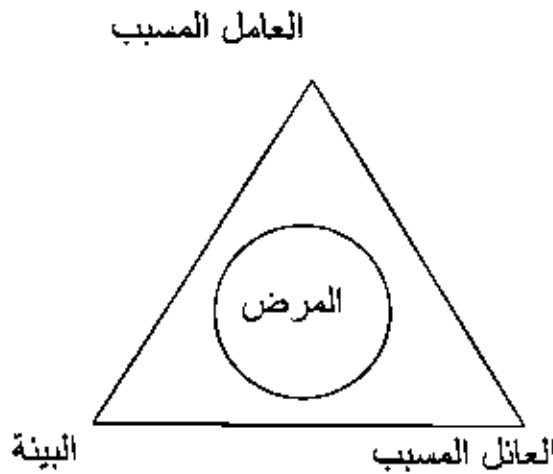 العامل المسبب
المرض
العائل المسبب
البيئة